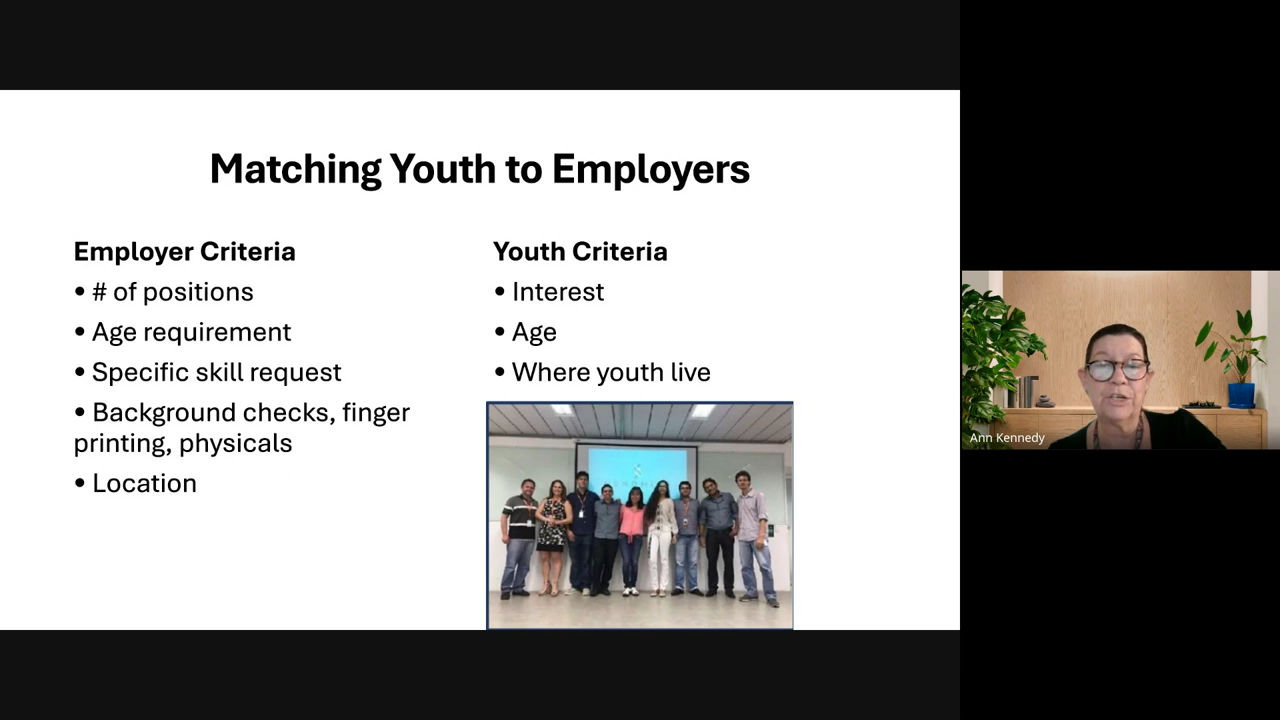 Matching Youth to Employers
Employer Criteria
• # of positions
• Age requirement
• Specific skill request
• Background checks, finger
printing, physicals
• Location
Youth Criteria
• Interest
• Age
• Where youth live
Ann Kennedy